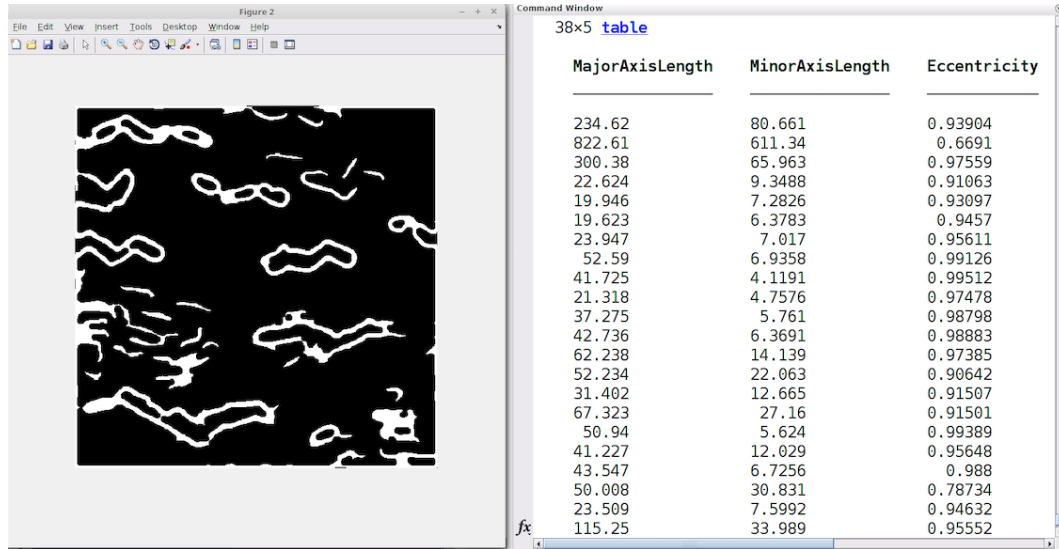 Figure 2
File Edit View Insert Tools Desktop Window Help
Command Window
38×5 table
MajorAxisLength MinorAxisLength Eccentricity
234.62 80.661 0.93904
822.61 611.34 0.6691
300.38 65.963 0.97559
22.624 9.3488 0.91063
19.946 7.2826 0.93097
19.623 6.3783 0.9457
23.947 7.017 0.95611
52.59 6.9358 0.99126
41.725 4.1191 0.99512
21.318 4.7576 0.97478
37.275 5.761 0.98798
42.736 6.3691 0.98883
62.238 14.139 0.97385
52.234 22.063 0.90642
31.402 12.665 0.91507
67.323 27.16 0.91501
50.94 5.624 0.99389
41.227 12.029 0.95648
43.547 6.7256 0.988
50.008 30.831 0.78734
23.509 7.5992 0.94632
fx 115.25 33.989 0.95552